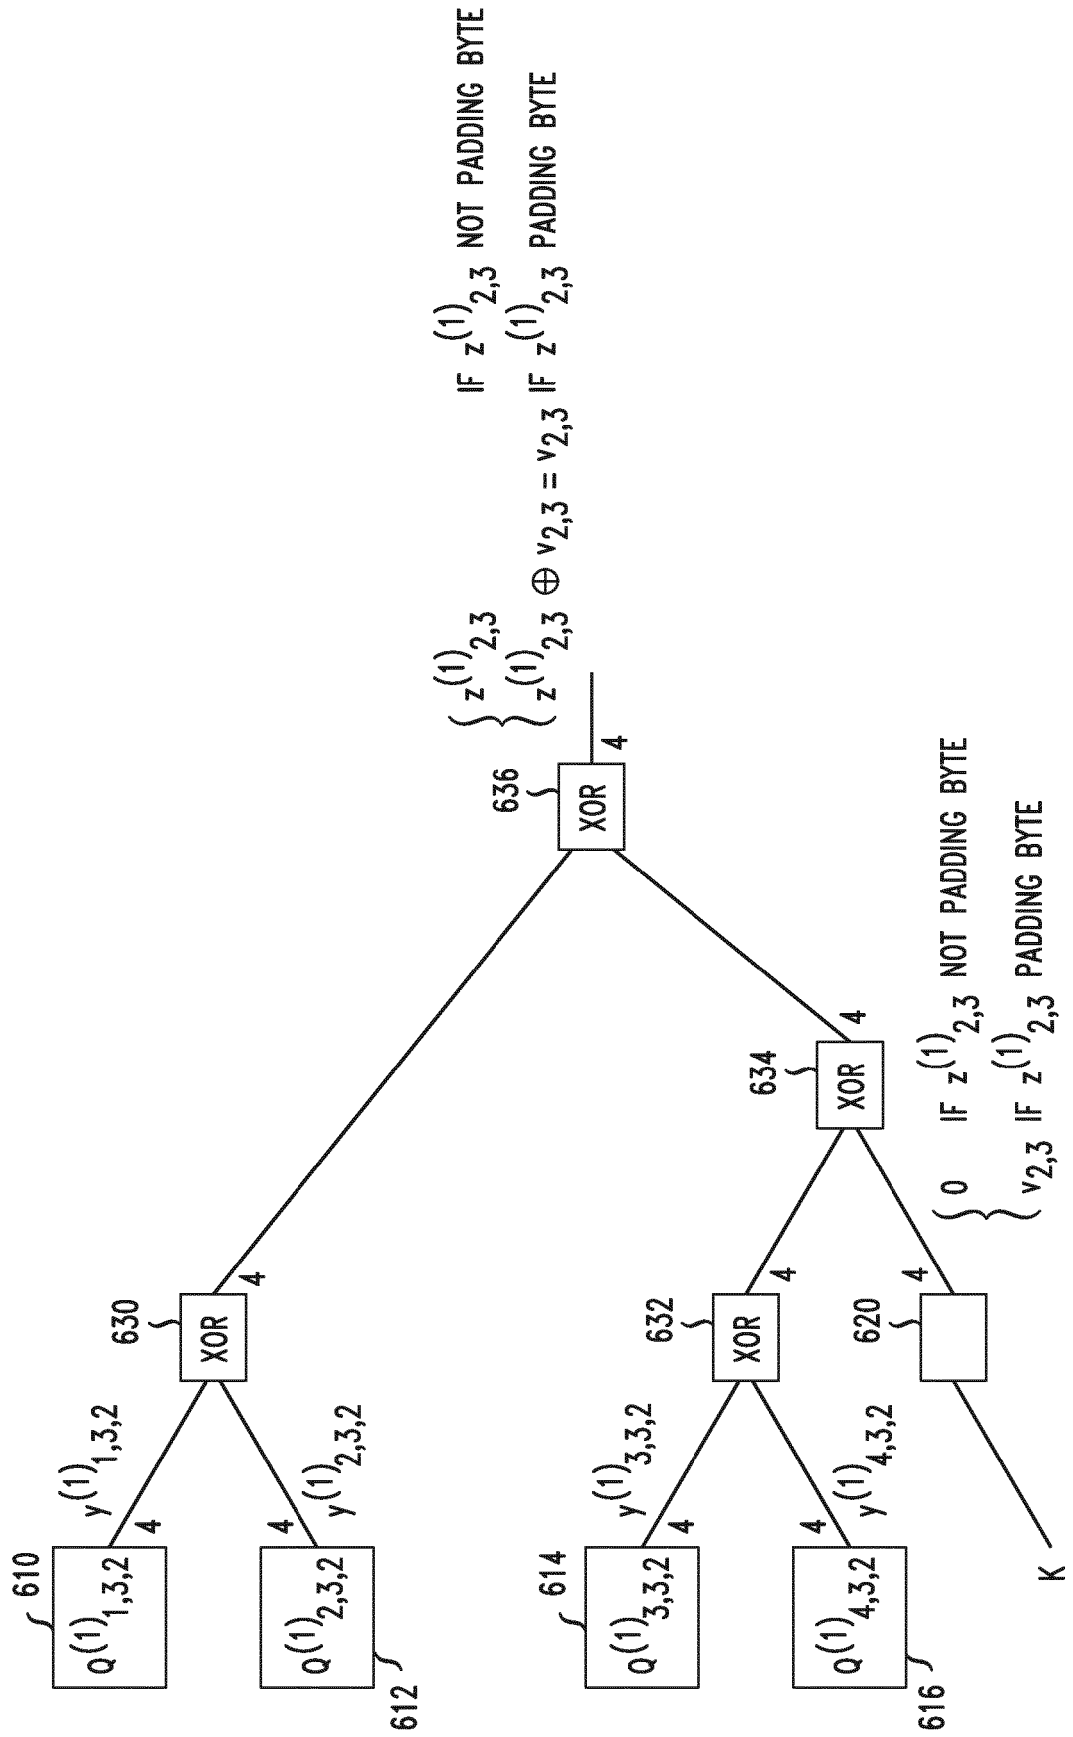 610
Q(1)1,3,2
4
y(1)1,3,2
612
Q(1)2,3,2
4
y(1)2,3,2
630
XOR
4
614
Q(1)3,3,2
4
y(1)3,3,2
616
Q(1)4,3,2
4
y(1)4,3,2
632
XOR
4
K
620
4
{ 0 IF z(1)2,3 NOT PADDING BYTE
v2,3 IF z(1)2,3 PADDING BYTE
634
XOR
4
636
XOR
4
{ z(1)2,3 IF z(1)2,3 NOT PADDING BYTE
z(1)2,3 ⊕ v2,3 = v2,3 IF z(1)2,3 PADDING BYTE